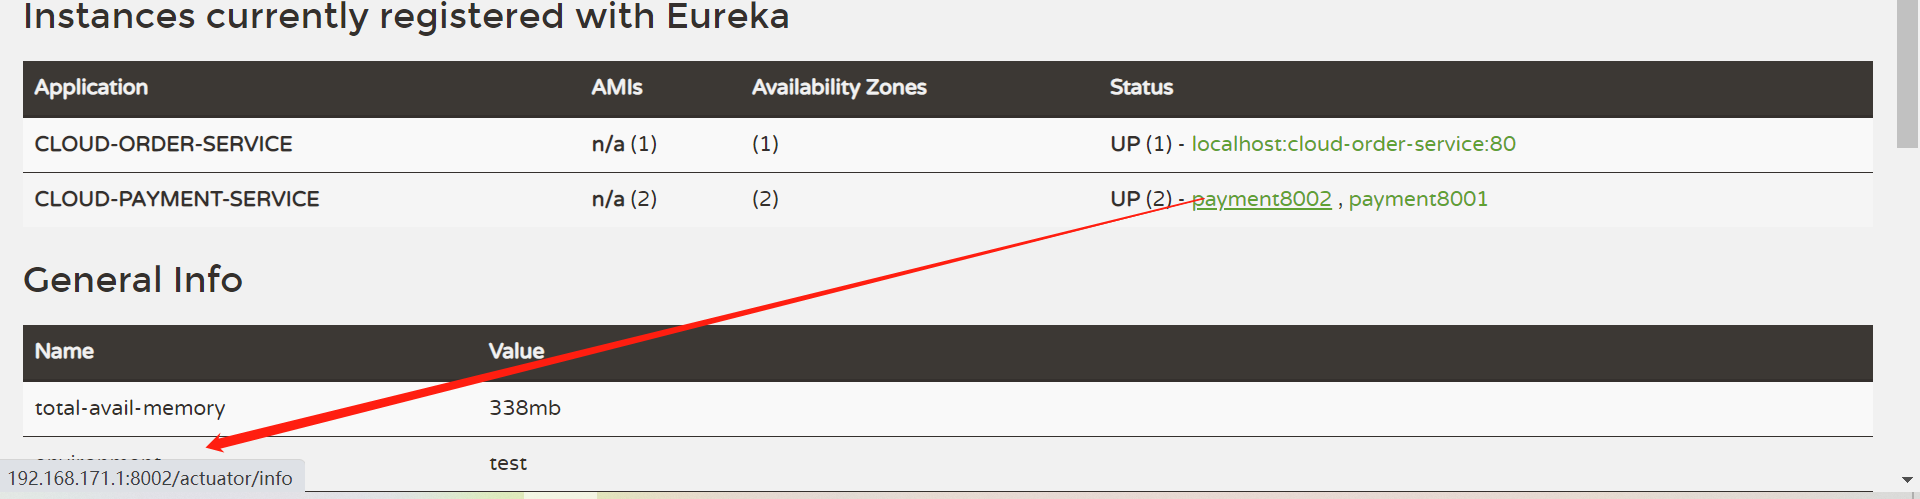 Instances currently registered with Eureka
Application AMIs Availability Zones Status
CLOUD-ORDER-SERVICE n/a (1) (1) UP (1) - localhost:cloud-order-service:80
CLOUD-PAYMENT-SERVICE n/a (2) (2) UP (2) - payment8002 , payment8001
General Info
Name Value
total-avail-memory 338mb
environment test
192.168.171.1:8002/actuator/info